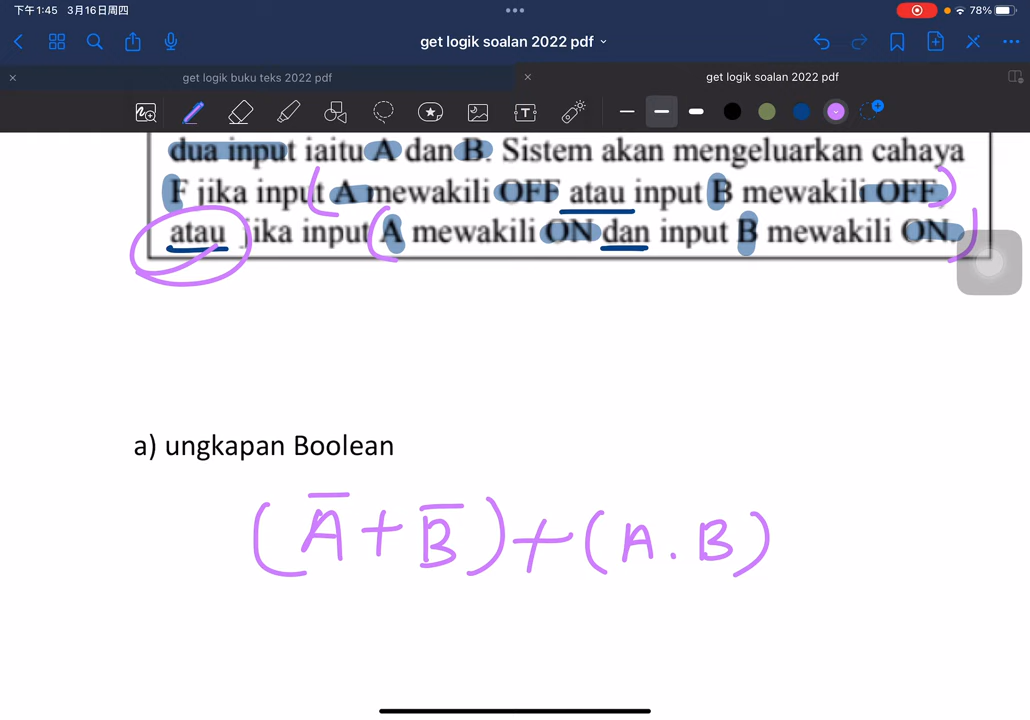 下午1:45 3月16日周四
78%
get logik soalan 2022 pdf
get logik buku teks 2022 pdf
get logik soalan 2022 pdf
dua input iaitu A dan B. Sistem akan mengeluarkan cahaya
F jika input A mewakili OFF atau input B mewakili OFF
atau jika input A mewakili ON dan input B mewakili ON.
a) ungkapan Boolean
(A̅ + B̅) + (A . B)